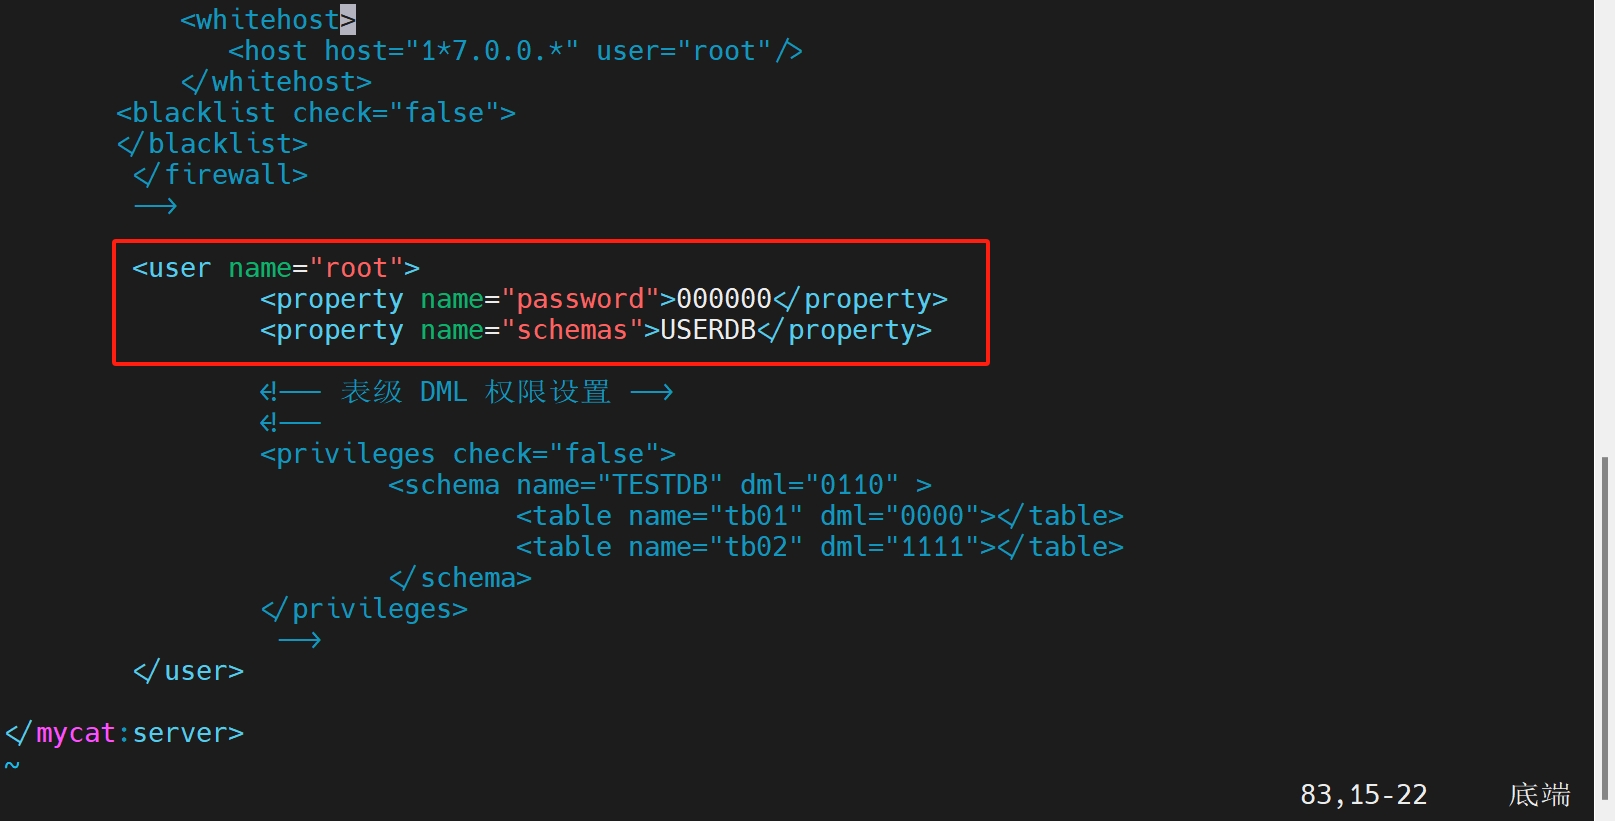 <whitehost>
<host host="1*7.0.0.*" user="root"/>
</whitehost>
<blacklist check="false">
</blacklist>
</firewall>
-->
<user name="root">
<property name="password">000000</property>
<property name="schemas">USERDB</property>
<!-- 表级 DML 权限设置 -->
<!--
<privileges check="false">
<schema name="TESTDB" dml="0110" >
<table name="tb01" dml="0000"></table>
<table name="tb02" dml="1111"></table>
</schema>
</privileges>
-->
</user>
</mycat:server>
~
83,15-22 底端